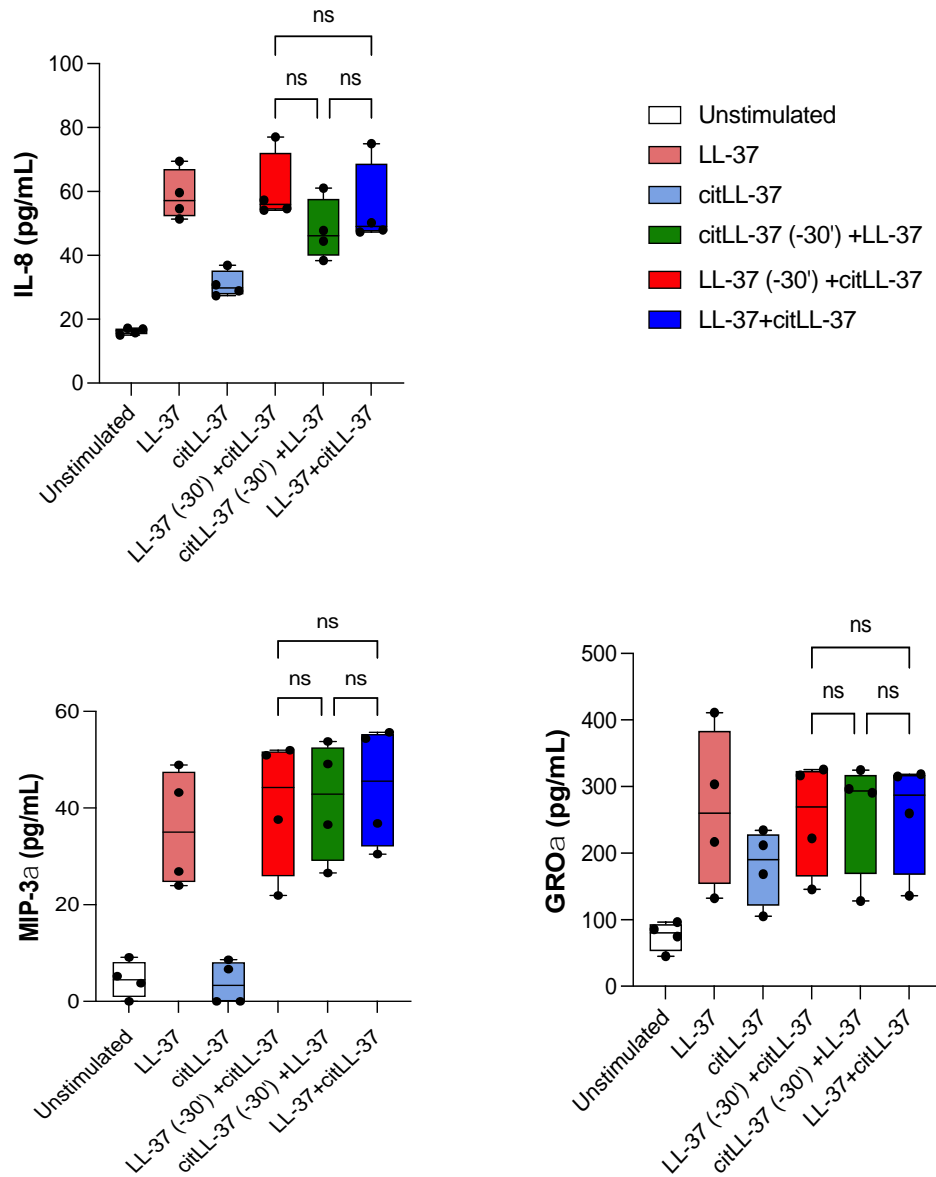 ns
ns
ns
100
80
60
40
20
0
IL-8 (pg/mL)
Unstimulated
LL-37
citLL-37
LL-37 (-30') +citLL-37
citLL-37 (-30') +LL-37
LL-37+citLL-37
Unstimulated
LL-37
citLL-37
citLL-37 (-30') +LL-37
LL-37 (-30') +citLL-37
LL-37+citLL-37
ns
ns
ns
60
40
20
0
MIP-3a (pg/mL)
Unstimulated
LL-37
citLL-37
LL-37 (-30') +citLL-37
citLL-37 (-30') +LL-37
LL-37+citLL-37
ns
ns
ns
500
400
300
200
100
0
GROa (pg/mL)
Unstimulated
LL-37
citLL-37
LL-37 (-30') +citLL-37
citLL-37 (-30') +LL-37
LL-37+citLL-37